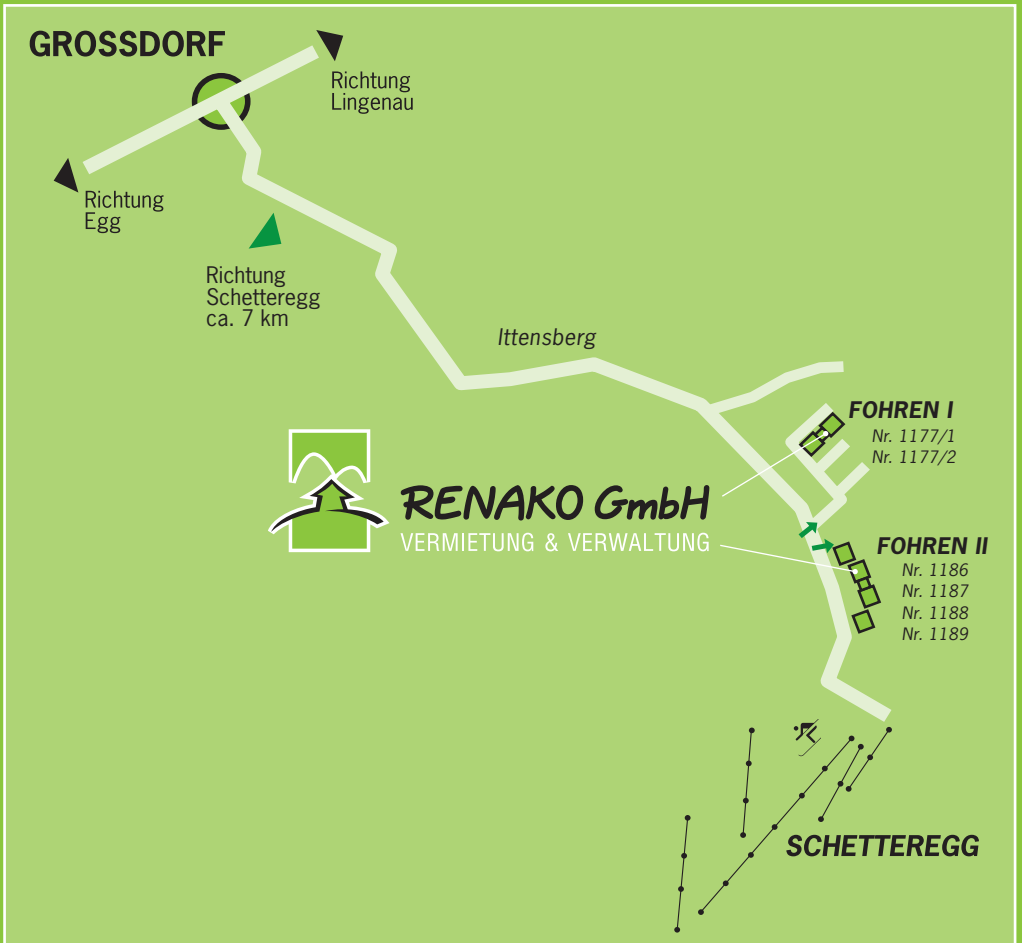 GROSSDORF
Richtung
Lingenau
Richtung
Egg
Richtung
Schetteregg
ca. 7 km
Ittensberg
FOHREN I
Nr. 1177/1
Nr. 1177/2
RENAKO GmbH
VERMIETUNG & VERWALTUNG
FOHREN II
Nr. 1186
Nr. 1187
Nr. 1188
Nr. 1189
SCHETTEREGG